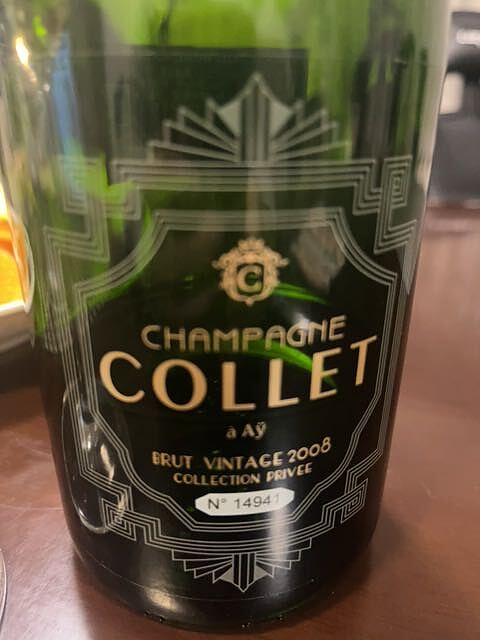 C
CHAMPAGNE
COLLET
à Aÿ
BRUT VINTAGE 2008
COLLECTION PRIVEE
N° 14941